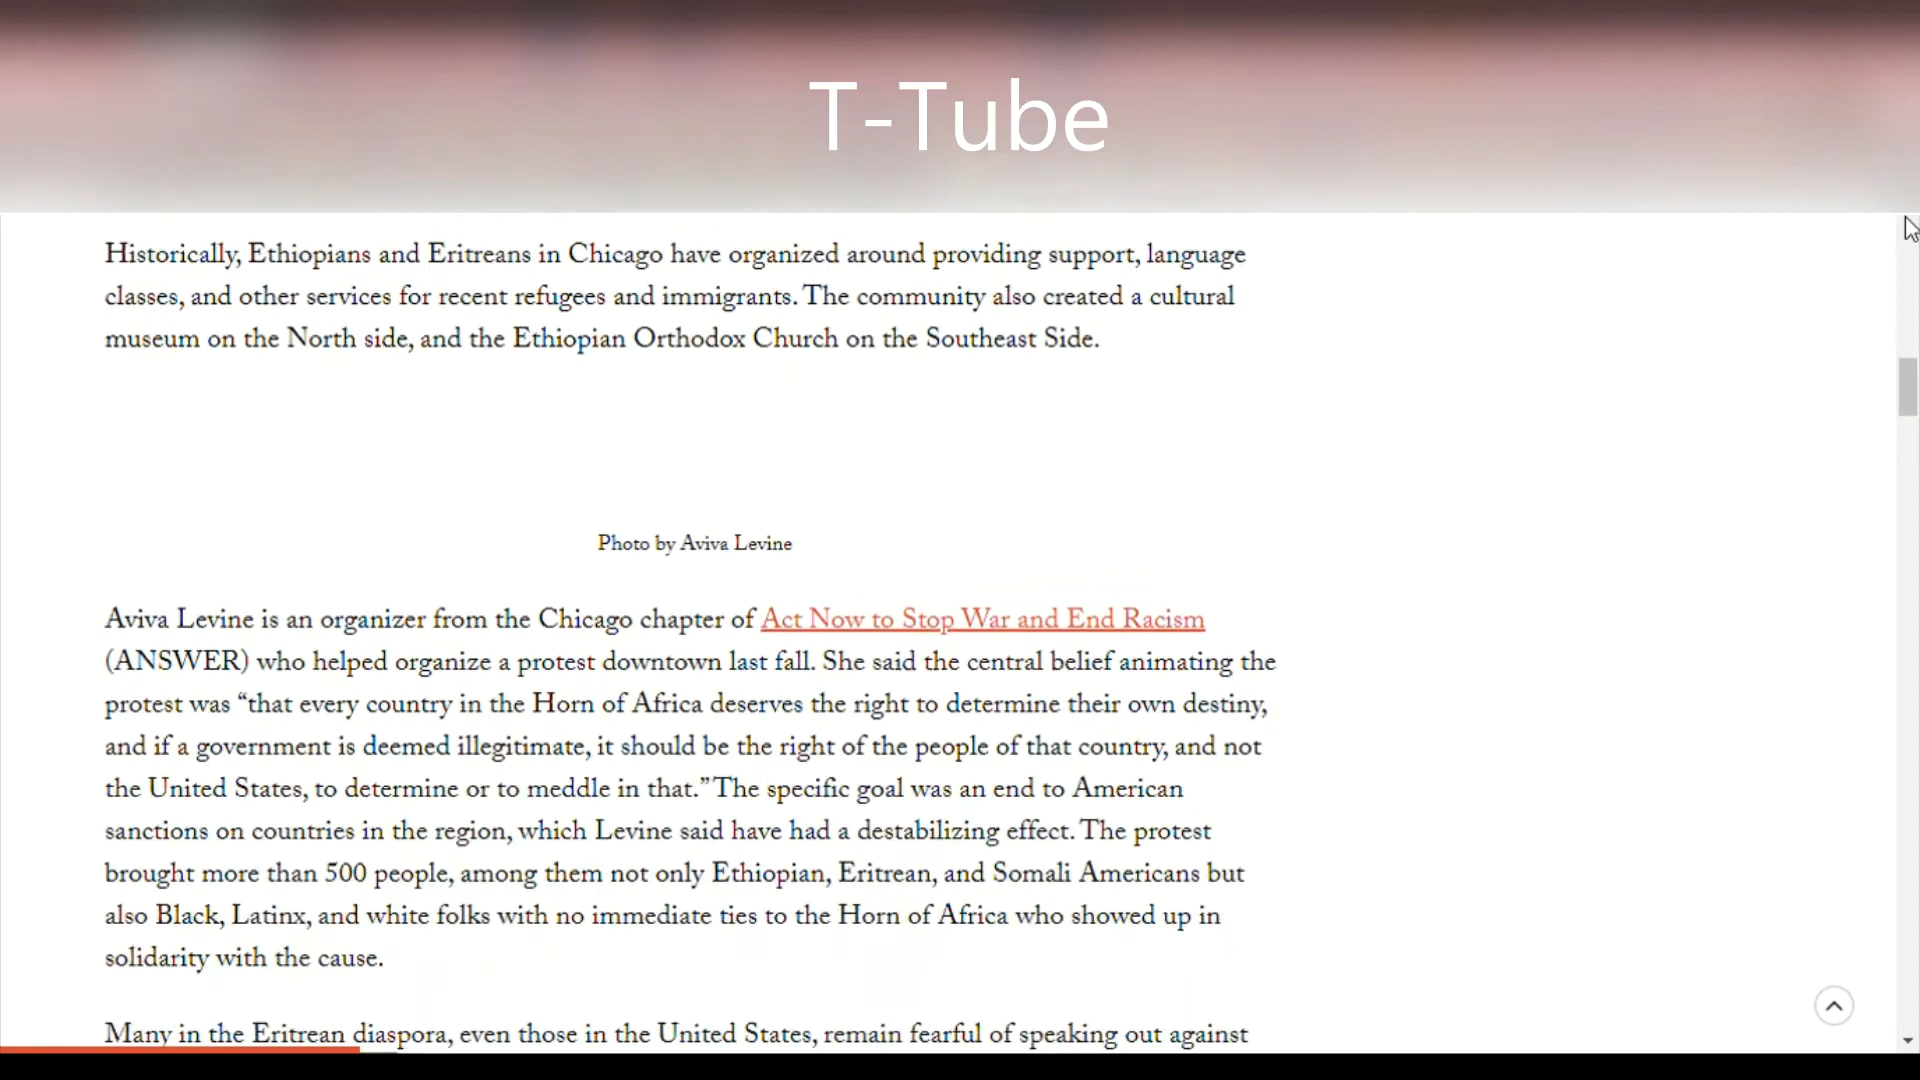 T-Tube
Historically, Ethiopians and Eritreans in Chicago have organized around providing support, language
classes, and other services for recent refugees and immigrants. The community also created a cultural
museum on the North side, and the Ethiopian Orthodox Church on the Southeast Side.
Photo by Aviva Levine
Aviva Levine is an organizer from the Chicago chapter of Act Now to Stop War and End Racism
(ANSWER) who helped organize a protest downtown last fall. She said the central belief animating the
protest was “that every country in the Horn of Africa deserves the right to determine their own destiny,
and if a government is deemed illegitimate, it should be the right of the people of that country, and not
the United States, to determine or to meddle in that.” The specific goal was an end to American
sanctions on countries in the region, which Levine said have had a destabilizing effect. The protest
brought more than 500 people, among them not only Ethiopian, Eritrean, and Somali Americans but
also Black, Latinx, and white folks with no immediate ties to the Horn of Africa who showed up in
solidarity with the cause.
Many in the Eritrean diaspora, even those in the United States, remain fearful of speaking out against